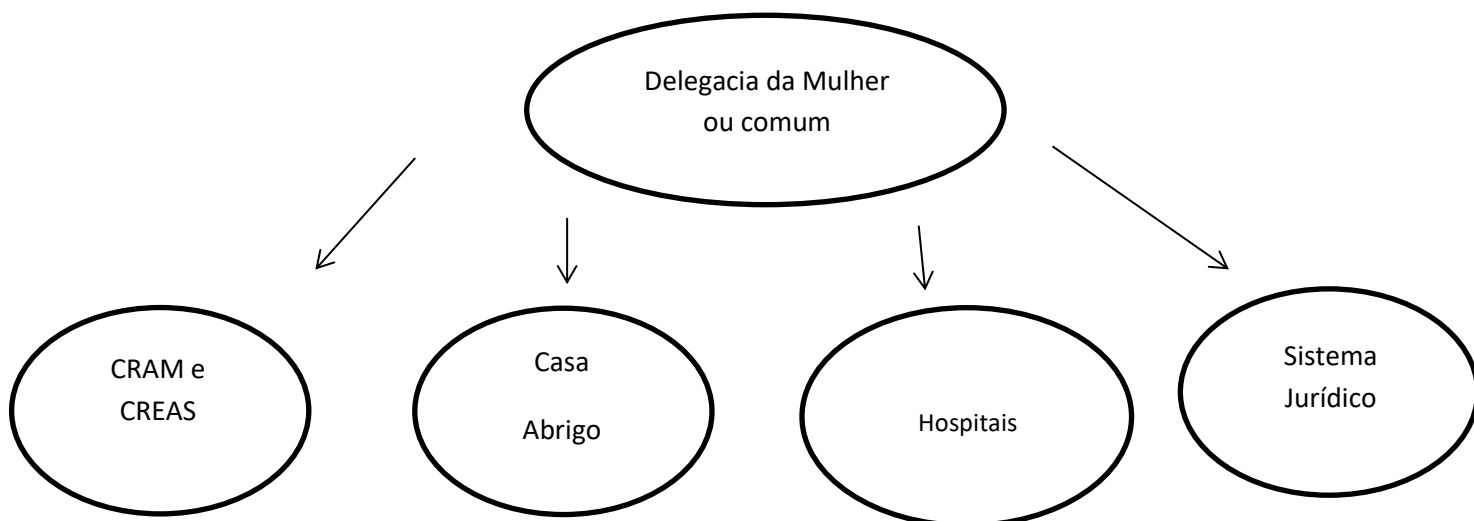 Delegacia da Mulher
ou comum
CRAM e
CREAS
Casa
Abrigo
Hospitais
Sistema
Jurídico